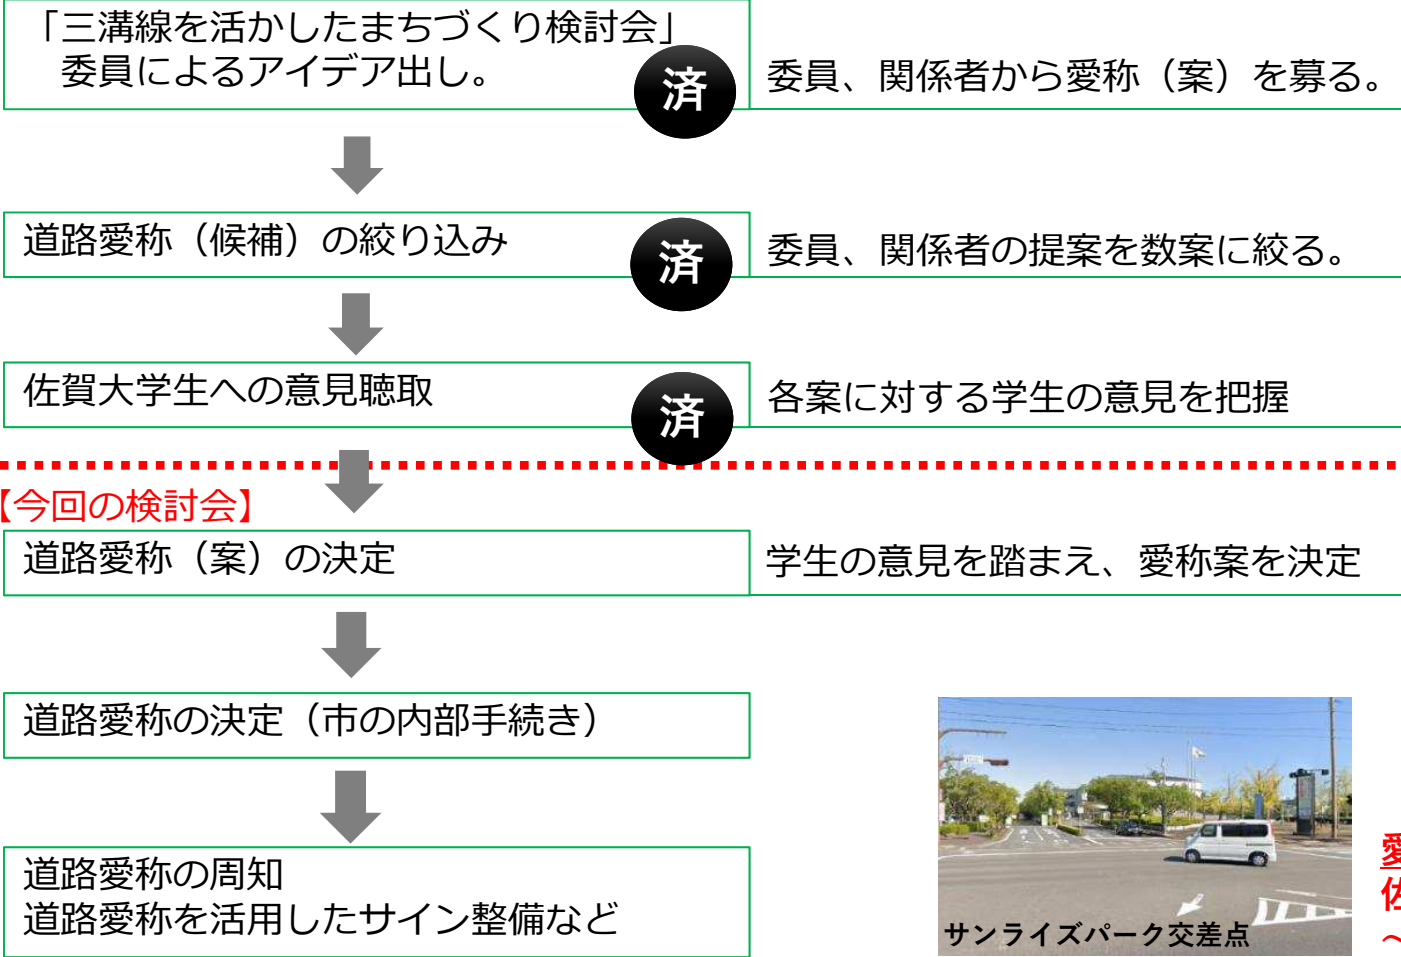 「三溝線を活かしたまちづくり検討会」
委員によるアイデア出し。
済
委員、関係者から愛称（案）を募る。
道路愛称（候補）の絞り込み
済
委員、関係者の提案を数案に絞る。
佐賀大学生への意見聴取
済
各案に対する学生の意見を把握
【今回の検討会】
道路愛称（案）の決定
学生の意見を踏まえ、愛称案を決定
道路愛称の決定（市の内部手続き）
道路愛称の周知
道路愛称を活用したサイン整備など
サンライズパーク交差点
愛
佐
～